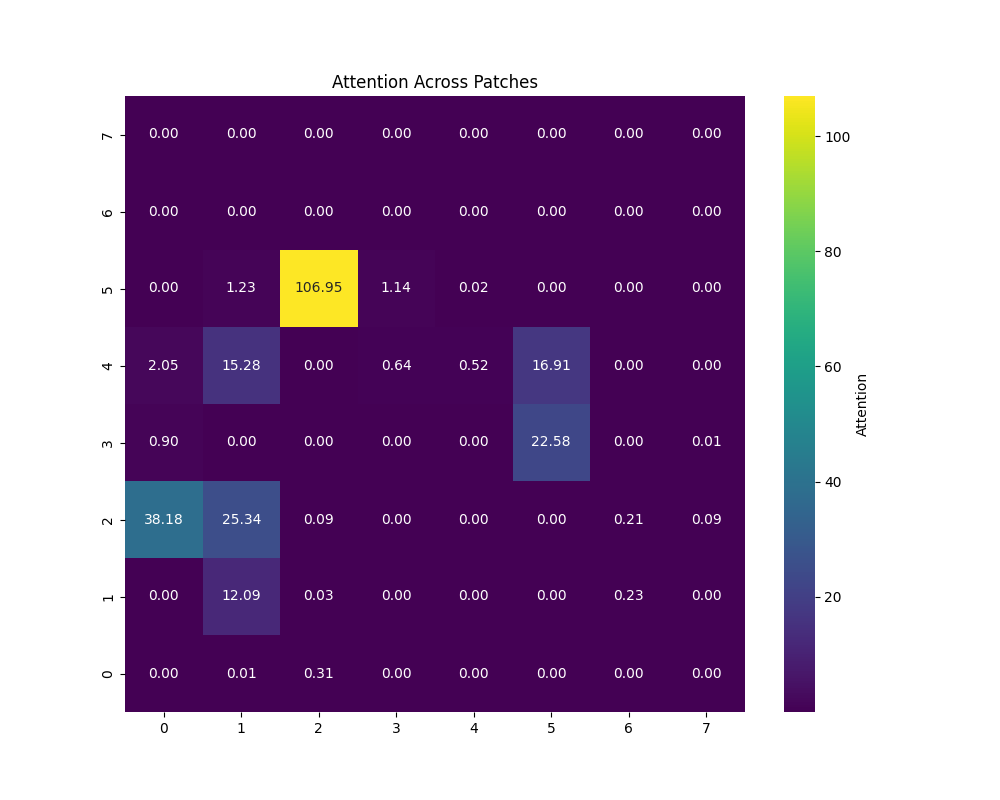 Attention Across Patches
7 0.00 0.00 0.00 0.00 0.00 0.00 0.00 0.00
6 0.00 0.00 0.00 0.00 0.00 0.00 0.00 0.00
5 0.00 1.23 106.95 1.14 0.02 0.00 0.00 0.00
4 2.05 15.28 0.00 0.64 0.52 16.91 0.00 0.00
3 0.90 0.00 0.00 0.00 0.00 22.58 0.00 0.01
2 38.18 25.34 0.09 0.00 0.00 0.00 0.21 0.09
1 0.00 12.09 0.03 0.00 0.00 0.00 0.23 0.00
0 0.00 0.01 0.31 0.00 0.00 0.00 0.00 0.00
0 1 2 3 4 5 6 7
100
80
60
40
20
Attention